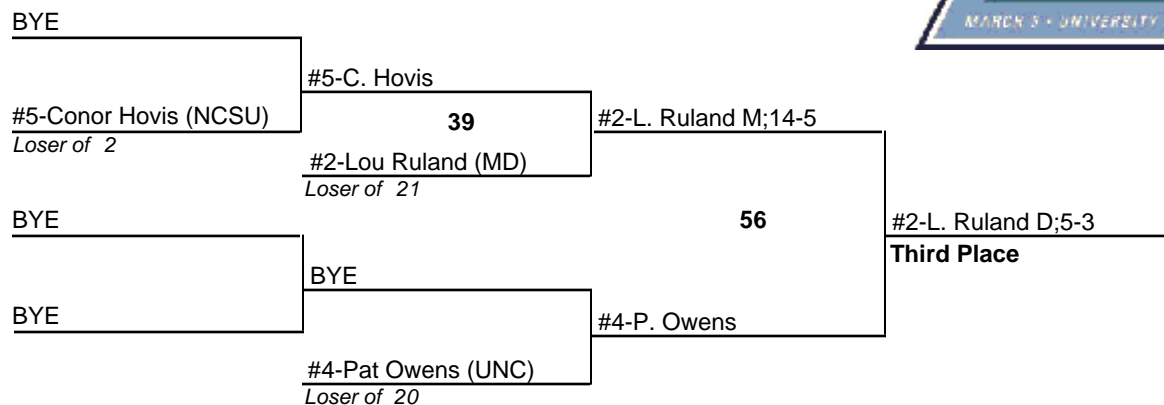 BYE
MARCH 5 • UNIVERSITY
#5-C. Hovis
#5-Conor Hovis (NCSU)
39
#2-L. Ruland M;14-5
Loser of 2
#2-Lou Ruland (MD)
Loser of 21
BYE
56
#2-L. Ruland D;5-3
Third Place
BYE
BYE
#4-P. Owens
#4-Pat Owens (UNC)
Loser of 20